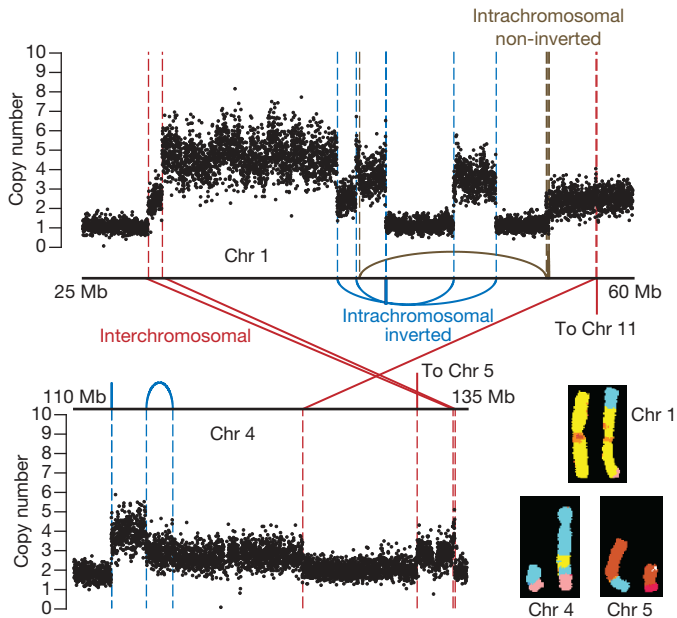 Intrachromosomal
non-inverted
Copy number
10
9
8
7
6
5
4
3
2
1
0
Chr 1
25 Mb
60 Mb
Interchromosomal
Intrachromosomal
inverted
To Chr 11
To Chr 5
110 Mb
135 Mb
Chr 4
Copy number
10
9
8
7
6
5
4
3
2
1
0
Chr 1
Chr 4
Chr 5